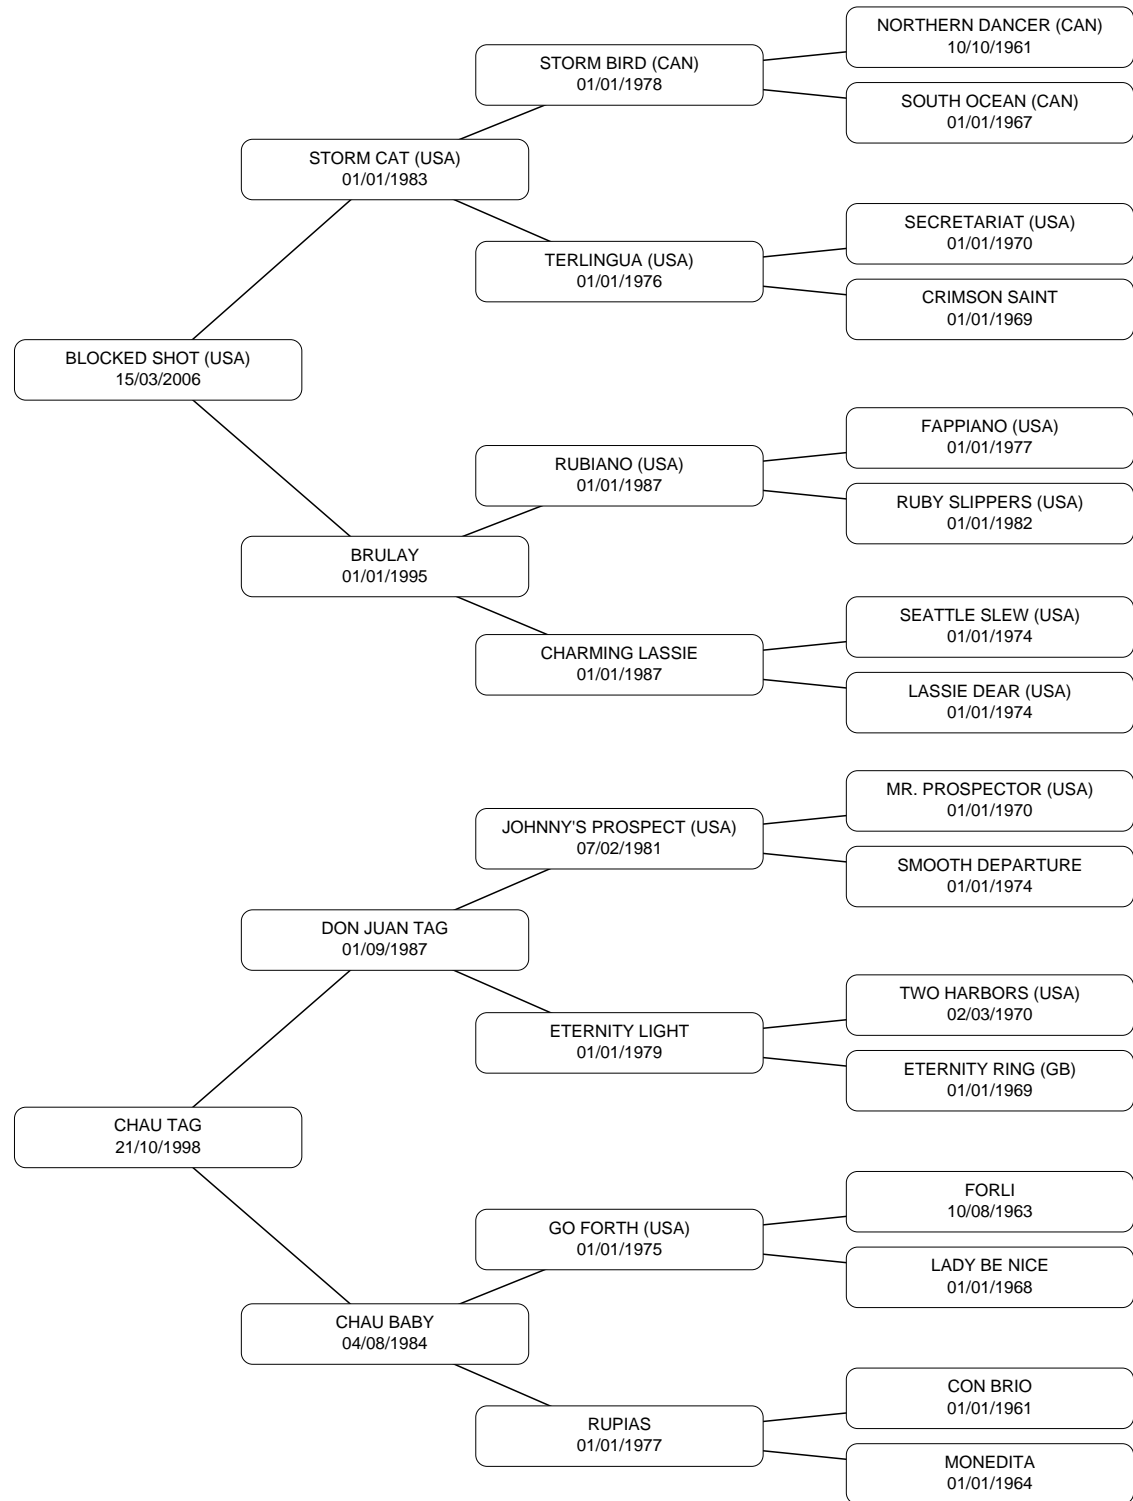 NORTHERN DANCER (CAN)
10/10/1961
STORM BIRD (CAN)
01/01/1978
SOUTH OCEAN (CAN)
01/01/1967
STORM CAT (USA)
01/01/1983
SECRETARIAT (USA)
01/01/1970
TERLINGUA (USA)
01/01/1976
CRIMSON SAINT
01/01/1969
BLOCKED SHOT (USA)
15/03/2006
FAPPIANO (USA)
01/01/1977
RUBIANO (USA)
01/01/1987
RUBY SLIPPERS (USA)
01/01/1982
BRULAY
01/01/1995
SEATTLE SLEW (USA)
01/01/1974
CHARMING LASSIE
01/01/1987
LASSIE DEAR (USA)
01/01/1974
MR. PROSPECTOR (USA)
01/01/1970
JOHNNY'S PROSPECT (USA)
07/02/1981
SMOOTH DEPARTURE
01/01/1974
DON JUAN TAG
01/09/1987
TWO HARBORS (USA)
02/03/1970
ETERNITY LIGHT
01/01/1979
ETERNITY RING (GB)
01/01/1969
CHAU TAG
21/10/1998
FORLI
10/08/1963
GO FORTH (USA)
01/01/1975
LADY BE NICE
01/01/1968
CHAU BABY
04/08/1984
CON BRIO
01/01/1961
RUPIAS
01/01/1977
MONEDITA
01/01/1964